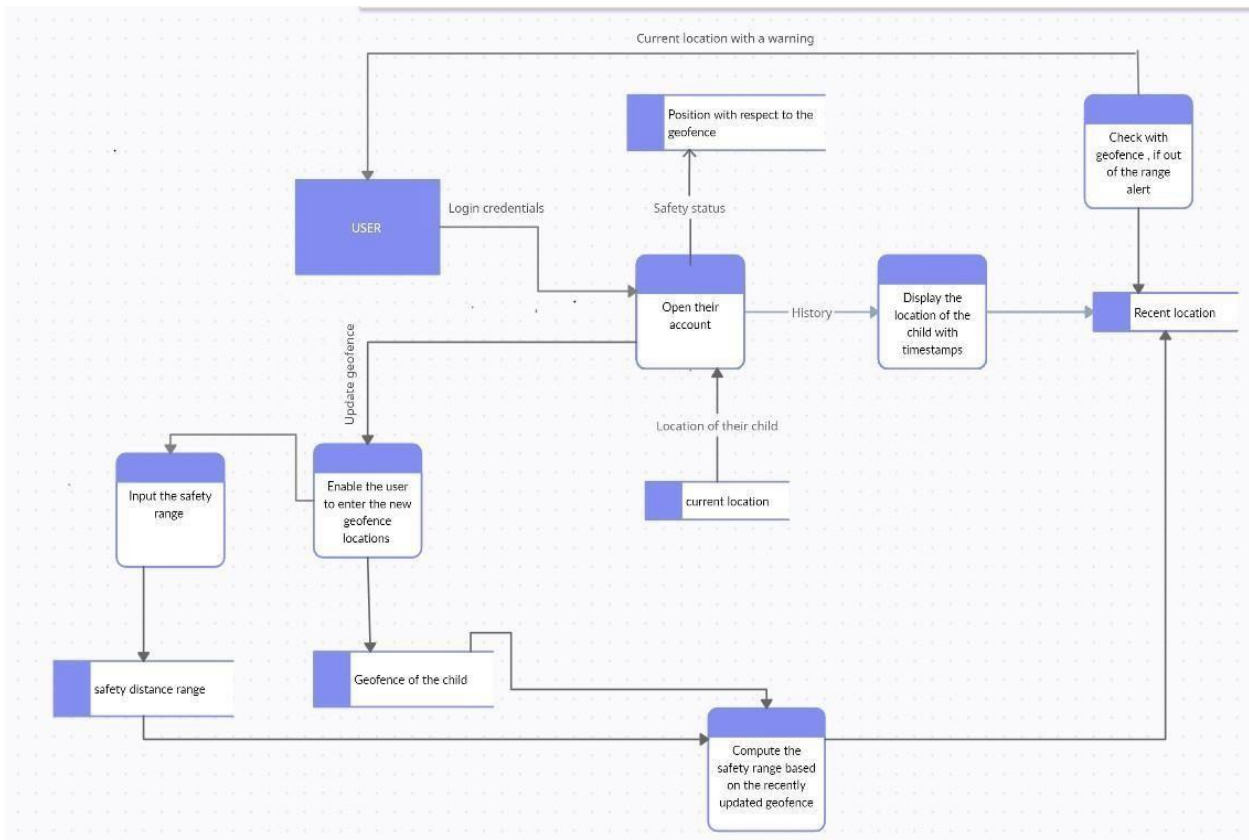 Current location with a warning
Position with respect to the
geofence
Check with
geofence , if out
of the range
alert
USER
Login credentials
Safety status
Open their
account
History
Display the
location of the
child with
timestamps
Recent location
Update geofence
Location of their child
current location
Input the safety
range
Enable the user
to enter the new
geofence
locations
safety distance range
Geofence of the child
Compute the
safety range based
on the recently
updated geofence